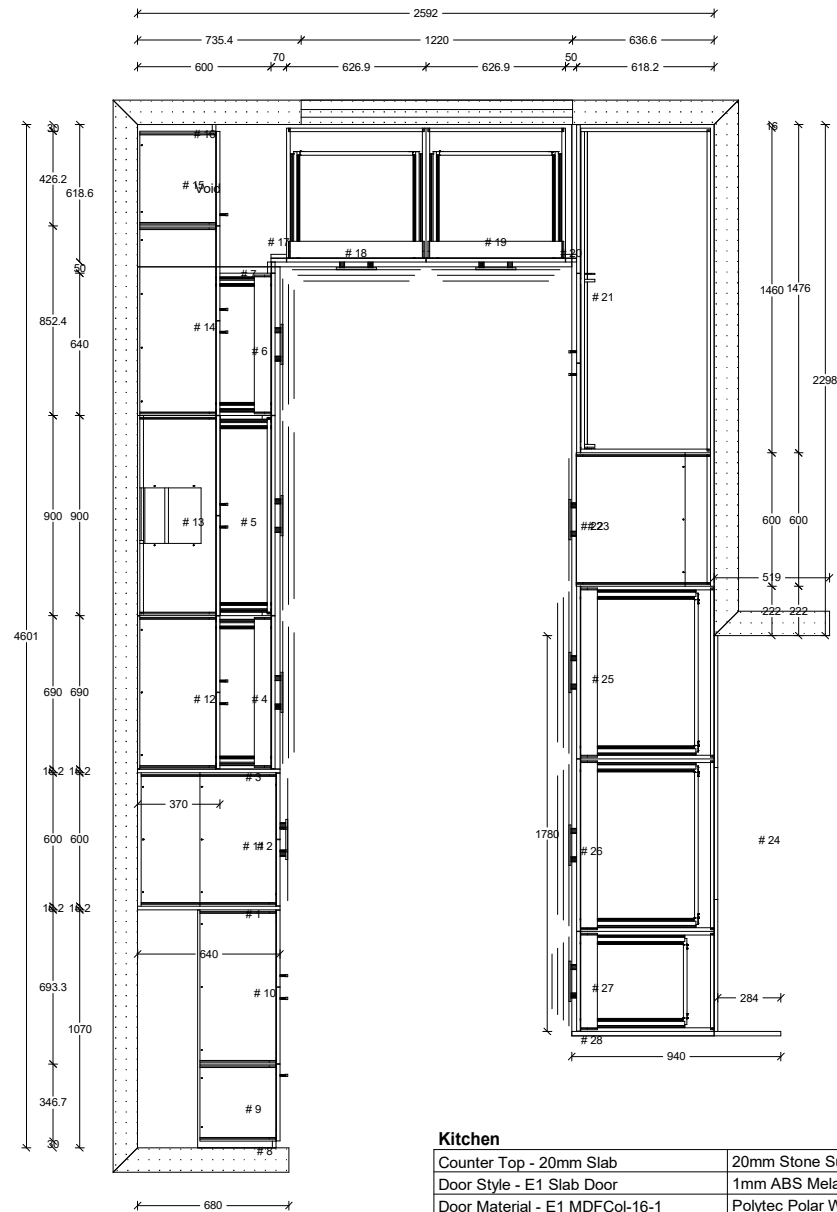 2592
735.4 1220 636.6
70 50
600 626.9 626.9 618.2
30 # 16 16
426.2 # 15 Void
618.6
# 17 # 18 # 19 # 20
50 # 7
# 21
1460 1476
852.4 # 14
640 # 6
2298
900 900 # 13 # 5 # 22 # 23 600 600
519
222 222
4601
690 690 # 12 # 4 # 25
16.2 16.2 # 3
370
600 600 # 11 # 2 1780 # 26 # 24
16.2 16.2 # 1
640
693.3 # 10 # 27 284
1070 # 28
940
346.7 # 9
30 # 8
680
Kitchen
Counter Top - 20mm Slab 20mm Stone
Door Style - E1 Slab Door 1mm ABS
Door Material - E1 MDFCol-16-1 Polytec Polar